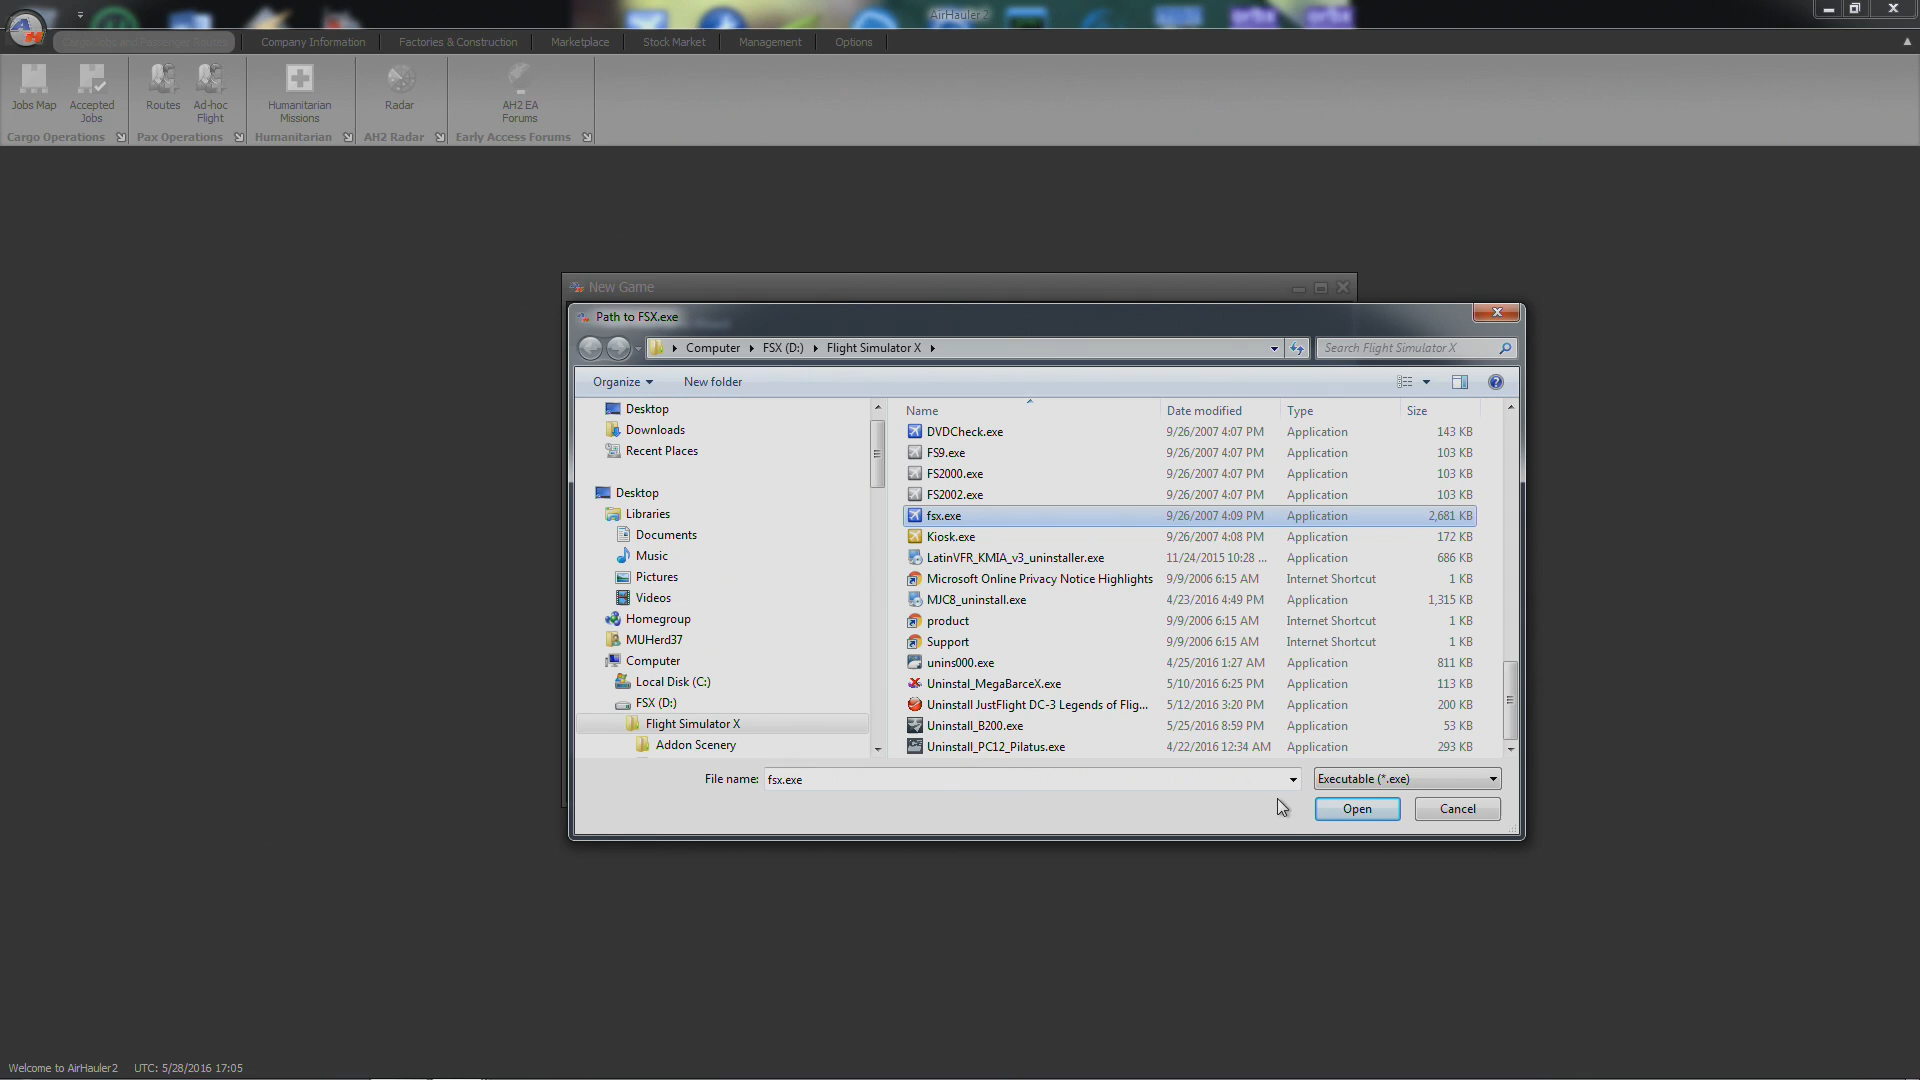 AirHauler 2
Company Information
Factories & Construction
Marketplace
Stock Market
Management
Options
Jobs Map
Accepted
Jobs
Routes
Ad-hoc
Flight
Humanitarian
Missions
Radar
AH2 EA
Forums
Cargo Operations
Pax Operations
Humanitarian
AH2 Radar
Early Access Forums
New Game
Path to FSX.exe
Computer FSX (D:) Flight Simulator X
Search Flight Simulator X
Organize New folder
Desktop
Downloads
Recent Places
Desktop
Libraries
Documents
Music
Pictures
Videos
Homegroup
MUHerd37
Computer
Local Disk (C:)
FSX (D:)
Flight Simulator X
Addon Scenery
Name Date modified Type Size
DVDCheck.exe 9/26/2007 4:07 PM Application 143 KB
FS9.exe 9/26/2007 4:07 PM Application 103 KB
FS2000.exe 9/26/2007 4:07 PM Application 103 KB
FS2002.exe 9/26/2007 4:07 PM Application 103 KB
fsx.exe 9/26/2007 4:09 PM Application 2,681 KB
Kiosk.exe 9/26/2007 4:08 PM Application 172 KB
LatinVFR_KMIA_v3_uninstaller.exe 11/24/2015 10:28 ... Application 686 KB
Microsoft Online Privacy Notice Highlights 9/9/2006 6:15 AM Internet Shortcut 1 KB
MJC8_uninstall.exe 4/23/2016 4:49 PM Application 1,315 KB
product 9/9/2006 6:15 AM Internet Shortcut 1 KB
Support 9/9/2006 6:15 AM Internet Shortcut 1 KB
unins000.exe 4/25/2016 1:27 AM Application 811 KB
Uninstal_MegaBarceX.exe 5/10/2016 6:25 PM Application 113 KB
Uninstall JustFlight DC-3 Legends of Flig... 5/12/2016 3:20 PM Application 200 KB
Uninstall_B200.exe 5/25/2016 8:59 PM Application 53 KB
Uninstall_PC12_Pilatus.exe 4/22/2016 12:34 AM Application 293 KB
File name: fsx.exe
Executable (*.exe)
Open
Cancel
Welcome to AirHauler2 UTC: 5/28/2016 17:05